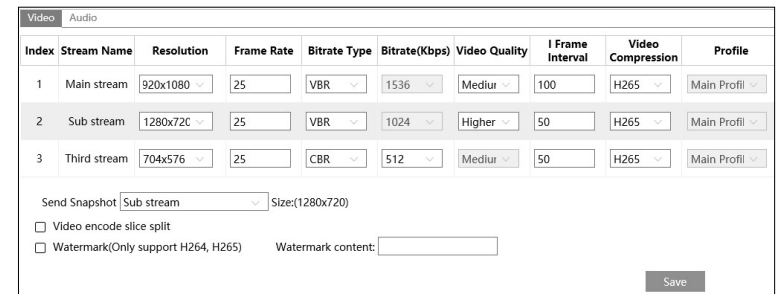 Video Audio
Index Stream Name Resolution Frame Rate Bitrate Type Bitrate(Kbps) Video Quality I Frame Interval Video Compression Profile
1 Main stream 920x1080 25 VBR 1536 Mediur 100 H265 Main Profil
2 Sub stream 1280x72C 25 VBR 1024 Higher 50 H265 Main Profil
3 Third stream 704x576 25 CBR 512 Mediur 50 H265 Main Profil
Send Snapshot Sub stream Size:(1280x720)
Video encode slice split
Watermark(Only support H264, H265) Watermark content:
Save